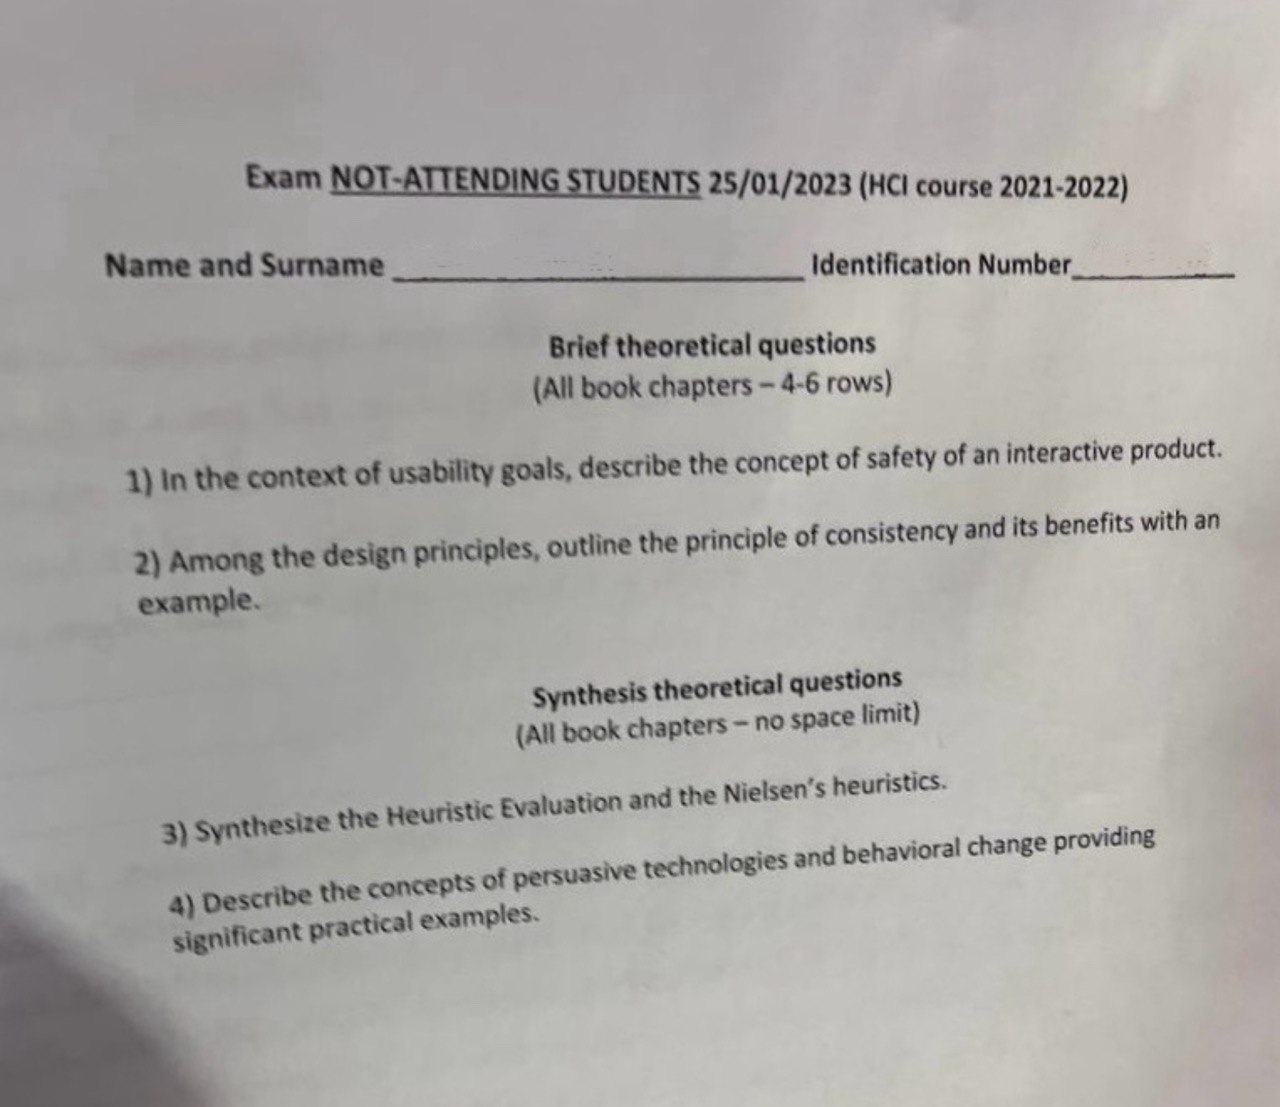 Exam NOT-ATTENDING STUDENTS 25/01/2023 (HCI course 2021-2022)
Name and Surname ____________________ Identification Number__________
Brief theoretical questions
(All book chapters – 4-6 rows)
1) In the context of usability goals, describe the concept of safety of an interactive product.
2) Among the design principles, outline the principle of consistency and its benefits with an
example.
Synthesis theoretical questions
(All book chapters – no space limit)
3) Synthesize the Heuristic Evaluation and the Nielsen's heuristics.
4) Describe the concepts of persuasive technologies and behavioral change providing
significant practical examples.